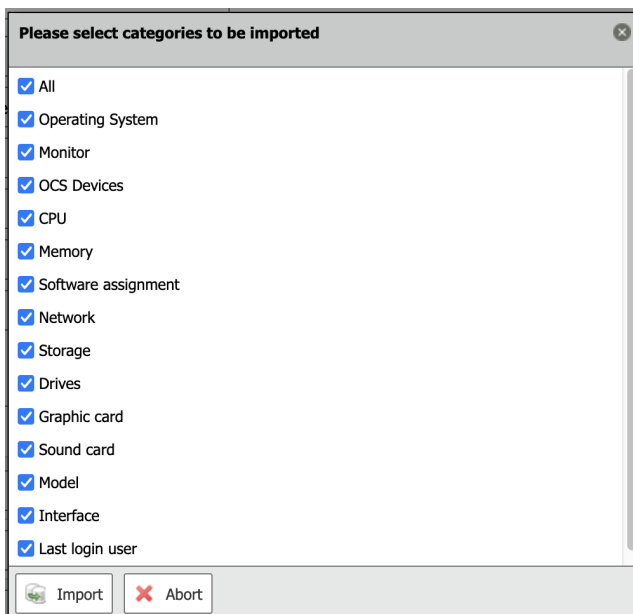 Please select categories to be imported
All
Operating System
Monitor
OCS Devices
CPU
Memory
Software assignment
Network
Storage
Drives
Graphic card
Sound card
Model
Interface
Last login user
Import Abort